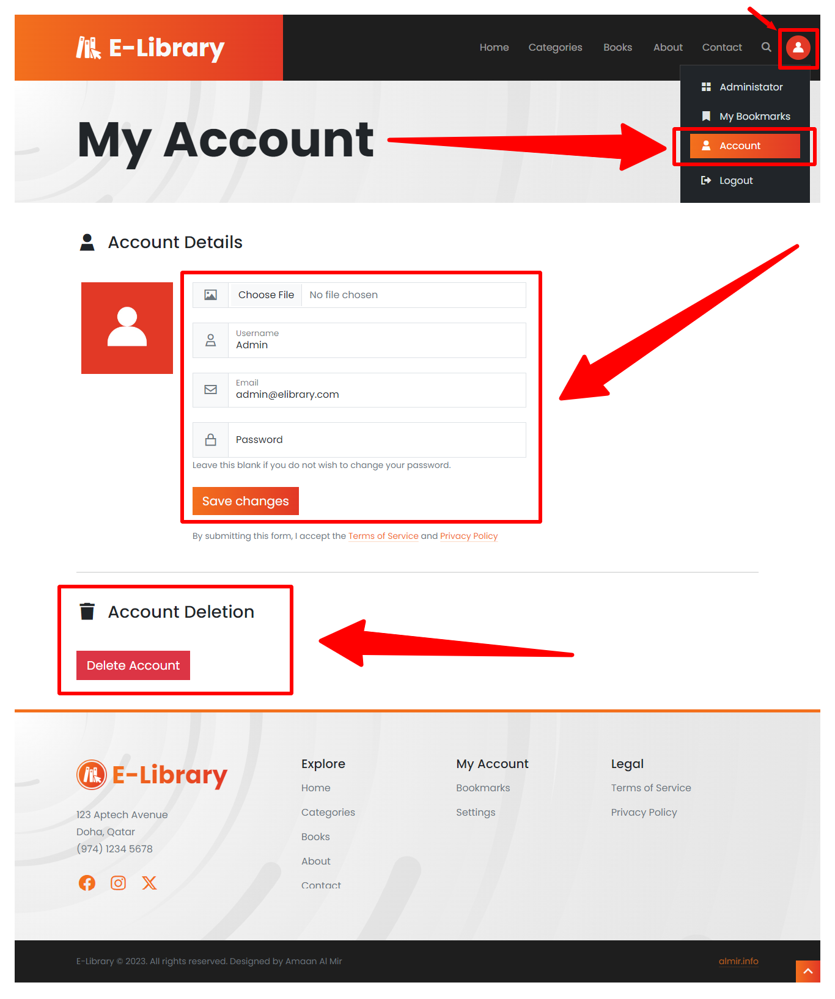 E-Library
Home Categories Books About Contact
Administator
My Bookmarks
Account
Logout
My Account
Account Details
Choose File No file chosen
Username
Admin
Email
admin@elibrary.com
Password
Leave this blank if you do not wish to change your password.
Save changes
By submitting this form, I accept the Terms of Service and Privacy Policy
Account Deletion
Delete Account
E-Library
123 Aptech Avenue
Doha, Qatar
(974) 1234 5678
Explore
Home
Categories
Books
About
Contact
My Account
Bookmarks
Settings
Legal
Terms of Service
Privacy Policy
E-Library © 2023. All rights reserved. Designed by Amaan Al Mir
almir.info